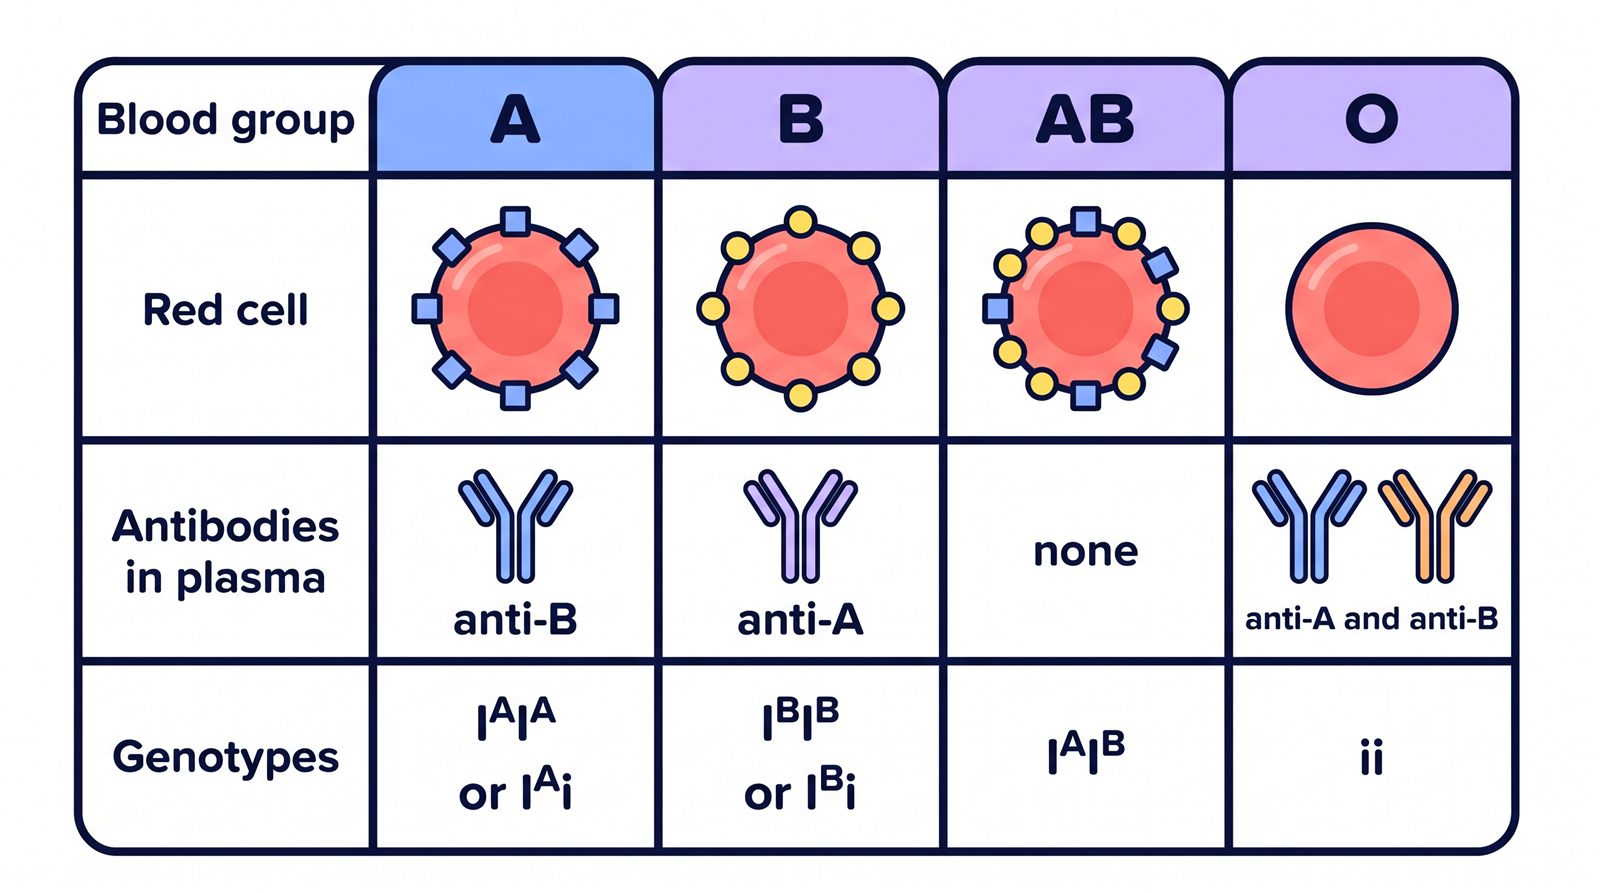 Blood group A B AB O
Red cell
Antibodies
in plasma
anti-B
anti-A
none
anti-A and anti-B
Genotypes
IᴬIᴬ
or Iᴬi
IᴮIᴮ
or Iᴮi
IᴬIᴮ
ii